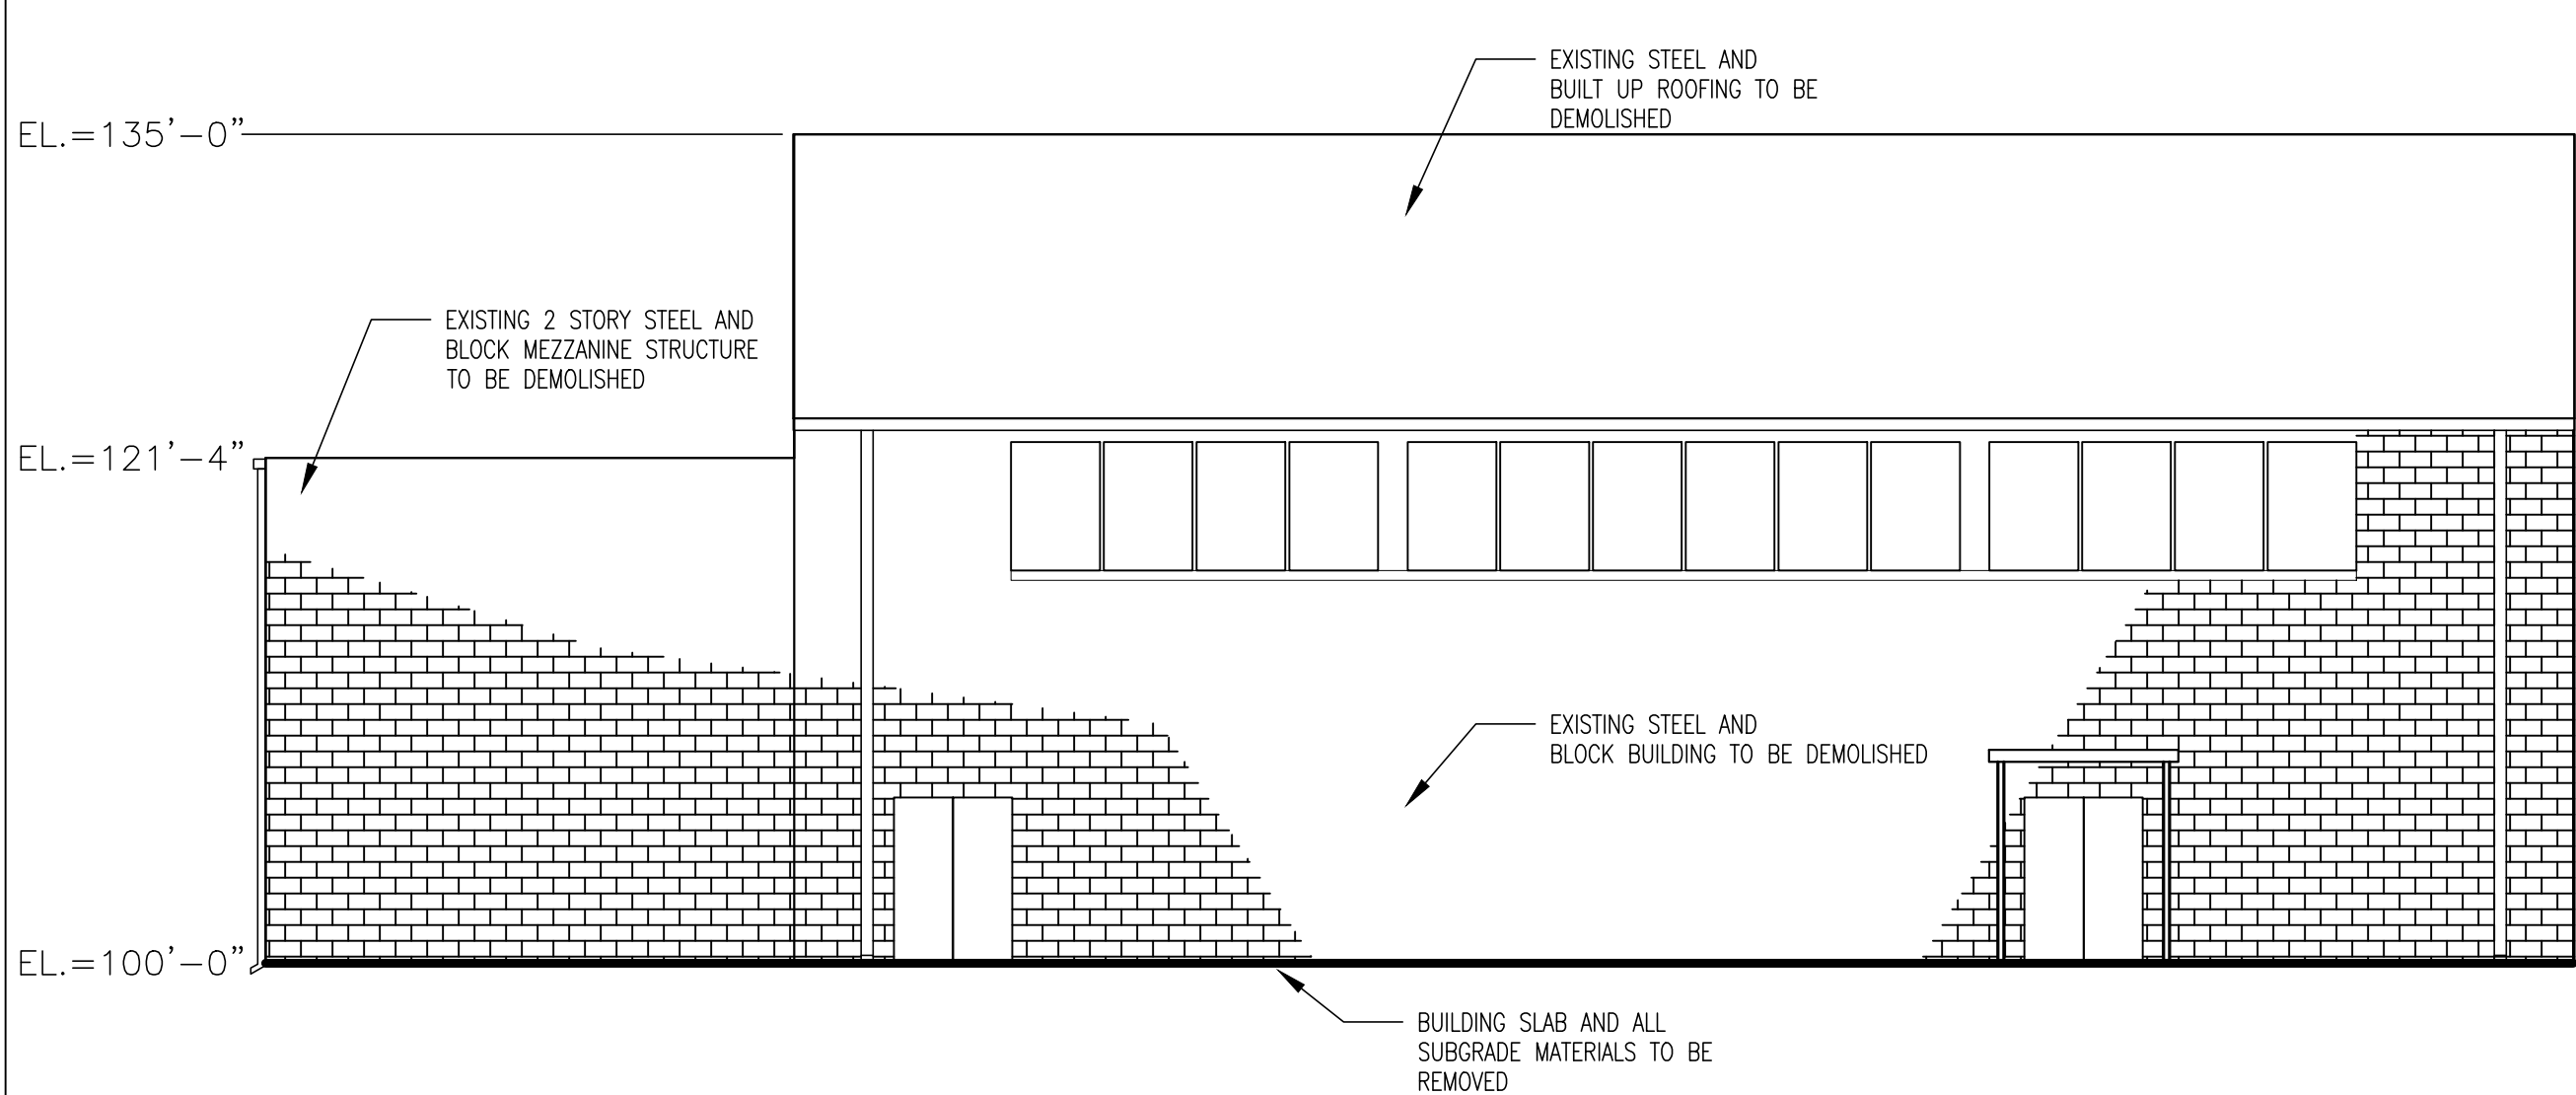 EXISTING STEEL AND
BUILT UP ROOFING TO BE
DEMOLISHED
EL.=135'-0"
EXISTING 2 STORY STEEL AND
BLOCK MEZZANINE STRUCTURE
TO BE DEMOLISHED
EL.=121'-4"
EXISTING STEEL AND
BLOCK BUILDING TO BE DEMOLISHED
EL.=100'-0"
BUILDING SLAB AND ALL
SUBGRADE MATERIALS TO BE
REMOVED